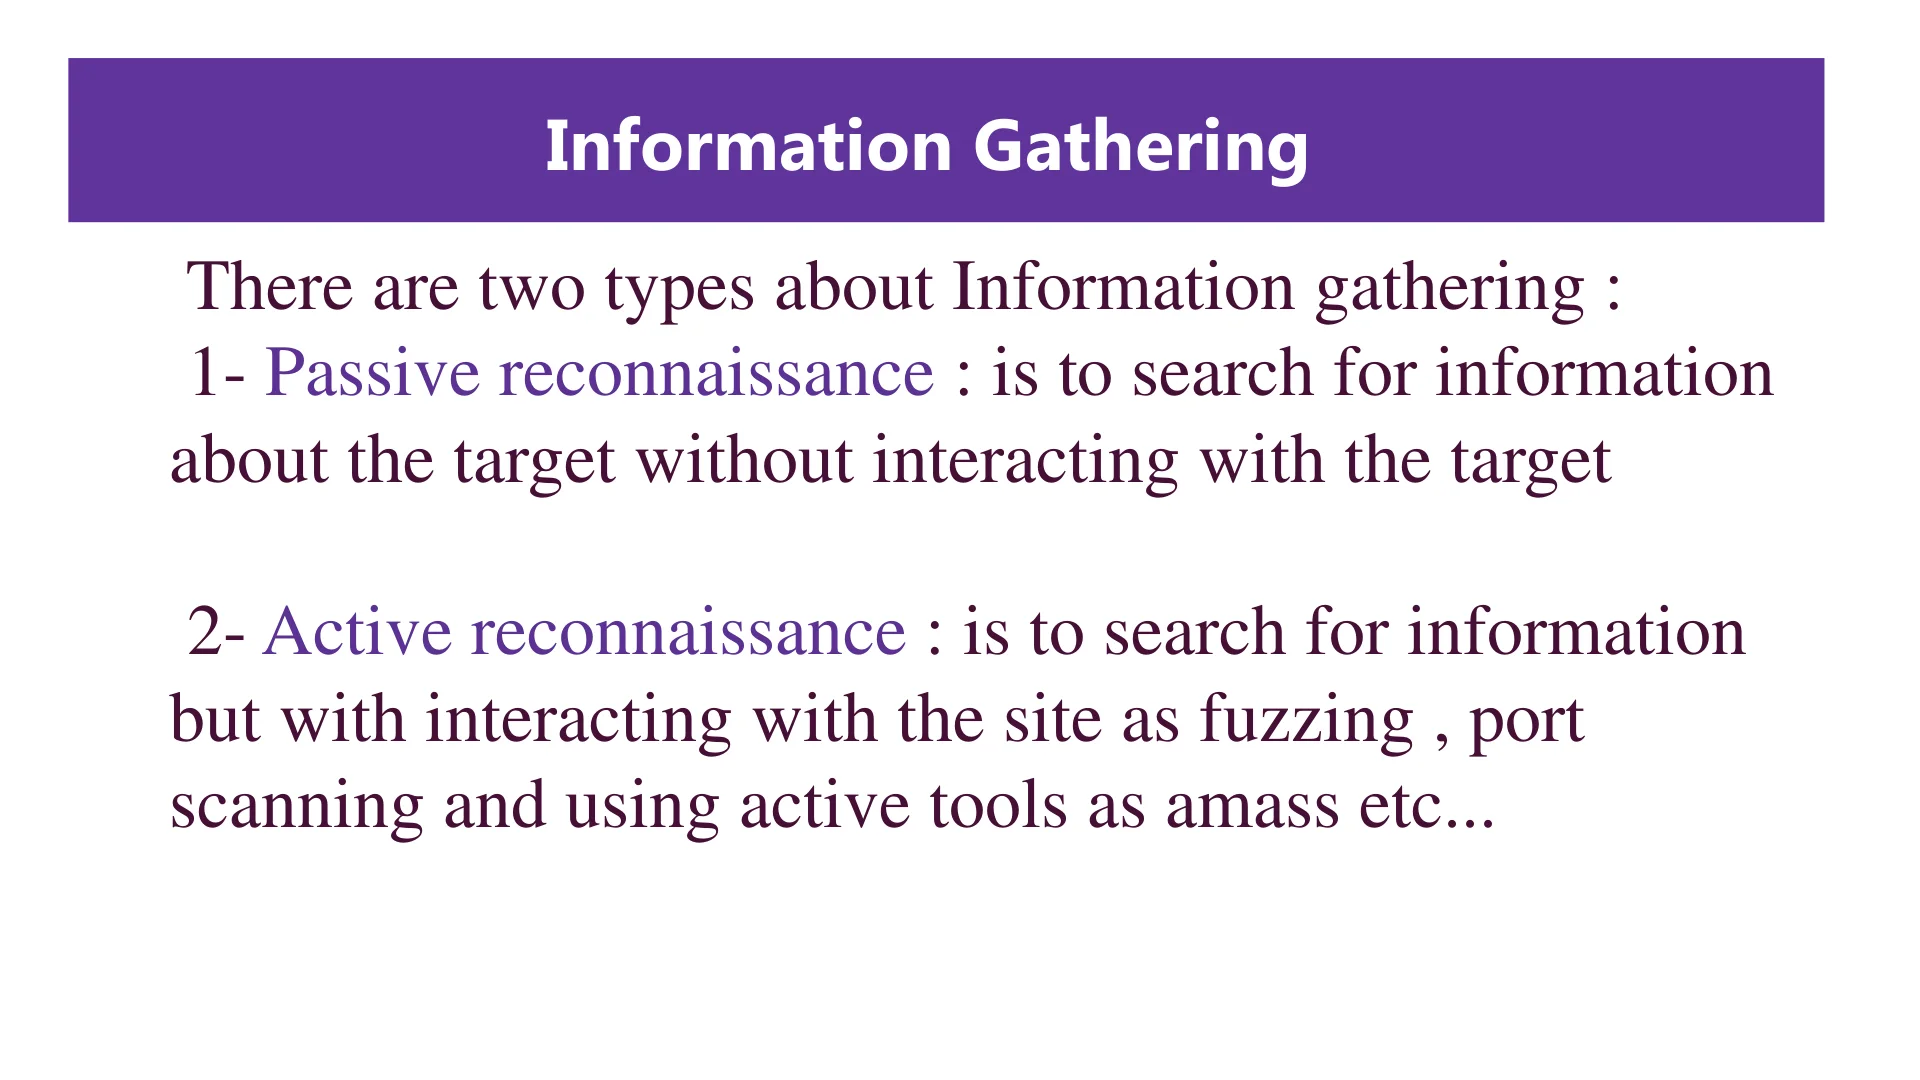 Information Gathering
There are two types about Information gathering :
1- Passive reconnaissance : is to search for information
about the target without interacting with the target
2- Active reconnaissance : is to search for information
but with interacting with the site as fuzzing , port
scanning and using active tools as amass etc...